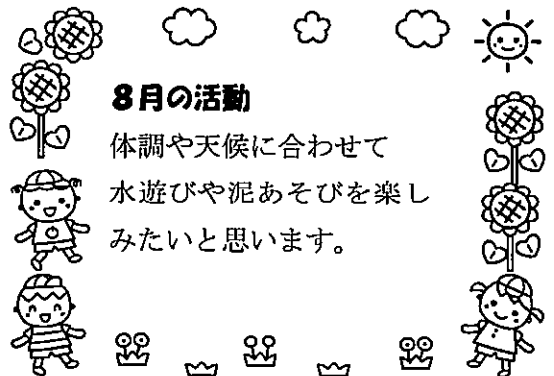 8月の活動
体調や天候に合わせて
水遊びや泥あそびを楽し
みたいと思います。